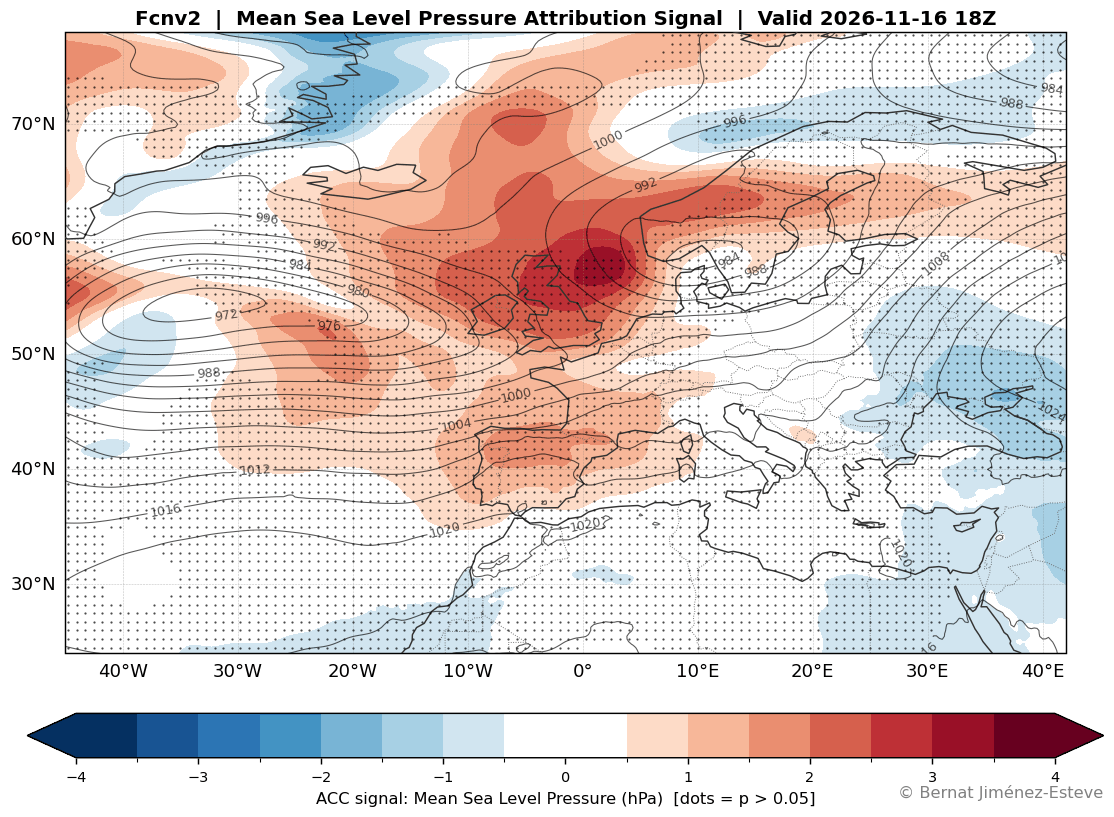 Fcnv2 | Mean Sea Level Pressure Attribution Signal | Valid 2026-11-16 18Z
984
988
996
70°N
1000
992
996
60°N
992
984
984
988
1008
980
972
976
50°N
988
1000
1024
1004
40°N
1012
1016
1020
1020
1020
30°N
40°W 30°W 20°W 10°W 0° 10°E 20°E 30°E 40°E
−4 −3 −2 −1 0 1 2 3 4
ACC signal: Mean Sea Level Pressure (hPa) [dots = p > 0.05]
© Bernat Jiménez-Esteve